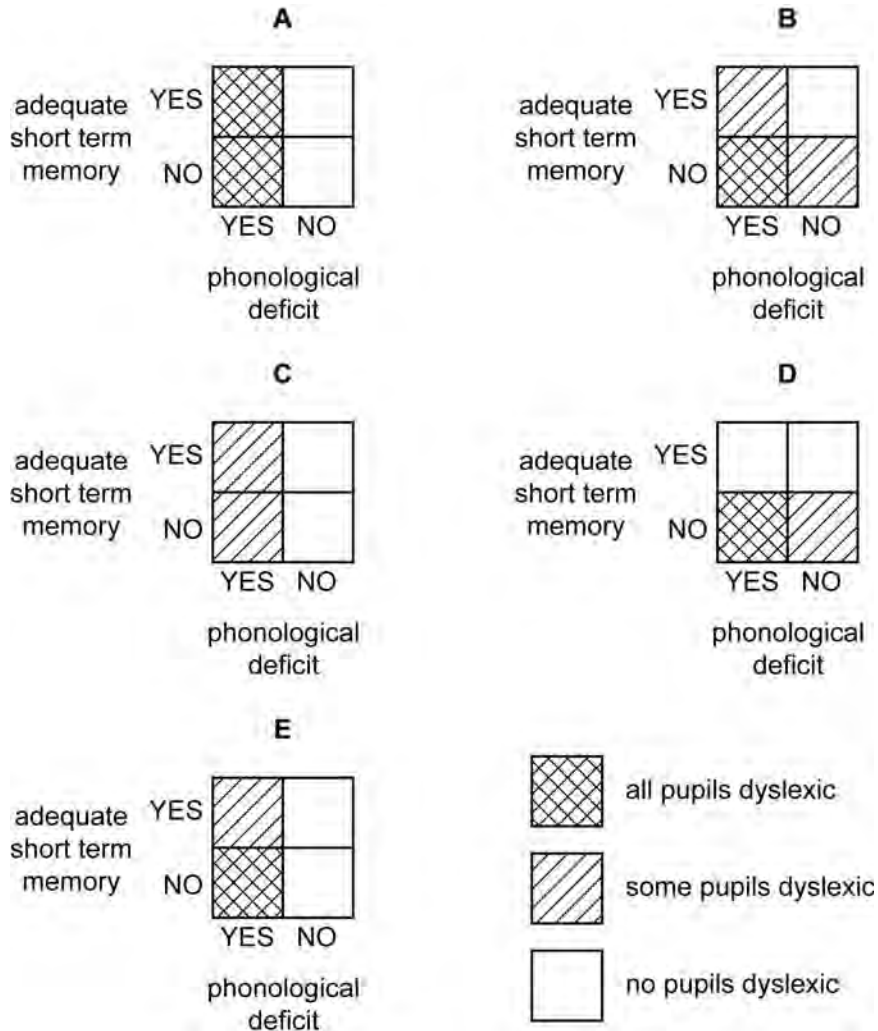 A
adequate
short term
memory
YES
NO
YES NO
phonological
deficit
B
adequate
short term
memory
YES
NO
YES NO
phonological
deficit
C
adequate
short term
memory
YES
NO
YES NO
phonological
deficit
D
adequate
short term
memory
YES
NO
YES NO
phonological
deficit
E
adequate
short term
memory
YES
NO
YES NO
phonological
deficit
all pupils dyslexic
some pupils dyslexic
no pupils dyslexic